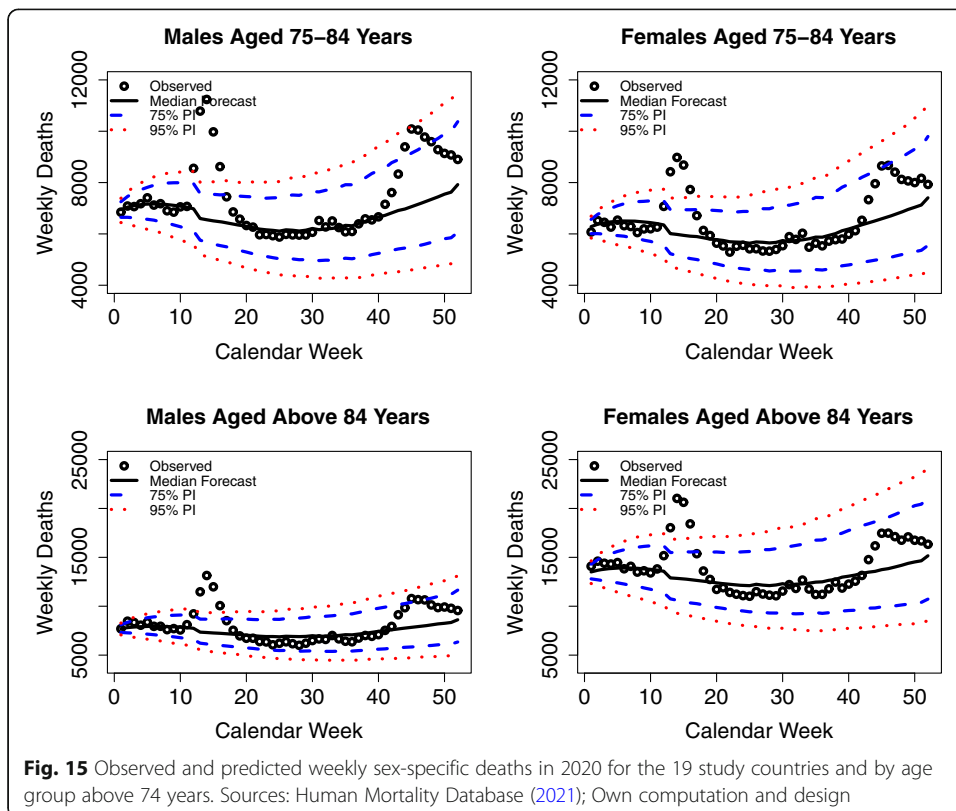 Males Aged 75–84 Years
Weekly Deaths
4000 8000 12000
Observed
Median Forecast
75% PI
95% PI
0 10 20 30 40 50
Calendar Week
Females Aged 75–84 Years
Weekly Deaths
4000 8000 12000
Observed
Median Forecast
75% PI
95% PI
0 10 20 30 40 50
Calendar Week
Males Aged Above 84 Years
Weekly Deaths
5000 15000 25000
Observed
Median Forecast
75% PI
95% PI
0 10 20 30 40 50
Calendar Week
Females Aged Above 84 Years
Weekly Deaths
5000 15000 25000
Observed
Median Forecast
75% PI
95% PI
0 10 20 30 40 50
Calendar Week
Fig. 15 Observed and predicted weekly sex-specific deaths in 2020 for the 19 study countries and by age
group above 74 years. Sources: Human Mortality Database (2021); Own computation and design